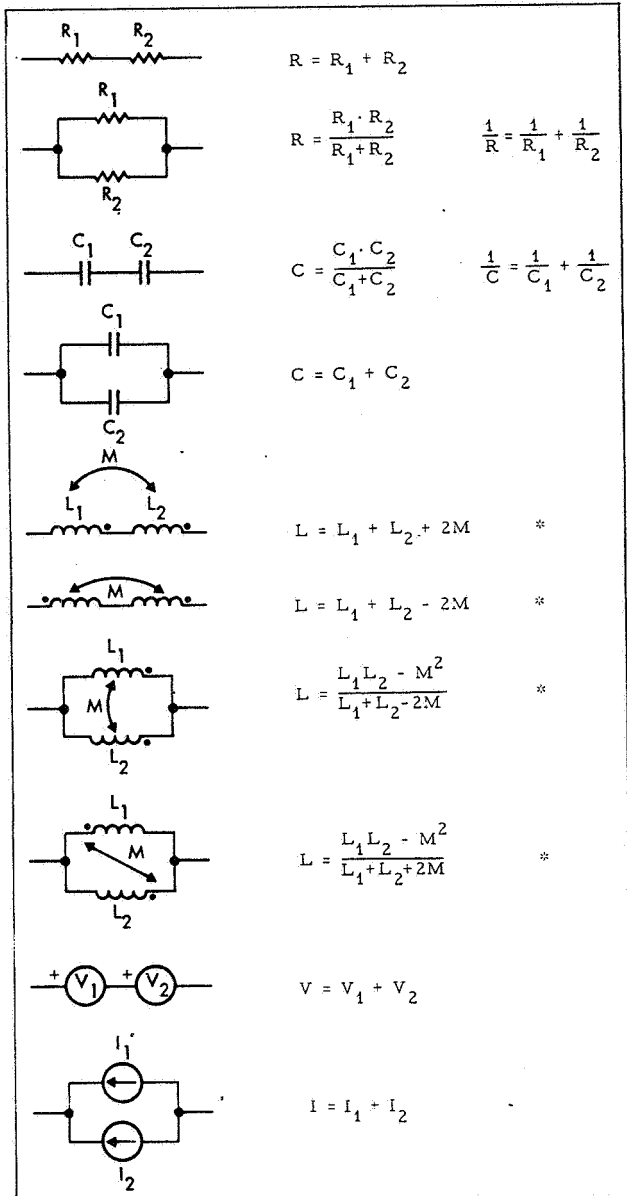 R₁ R₂
R = R₁ + R₂
R₁
R = R₁ · R₂ / R₁ + R₂
1/R = 1/R₁ + 1/R₂
R₂
C₁ C₂
C = C₁ · C₂ / C₁ + C₂
1/C = 1/C₁ + 1/C₂
C₁
C = C₁ + C₂
C₂
M
L₁ L₂
L = L₁ + L₂ + 2M *
M
L = L₁ + L₂ - 2M *
L₁
M
L = L₁L₂ - M² / L₁ + L₂ - 2M *
L₂
L₁
M
L = L₁L₂ - M² / L₁ + L₂ + 2M *
L₂
+ V₁ + V₂
V = V₁ + V₂
I₁
I = I₁ + I₂
I₂